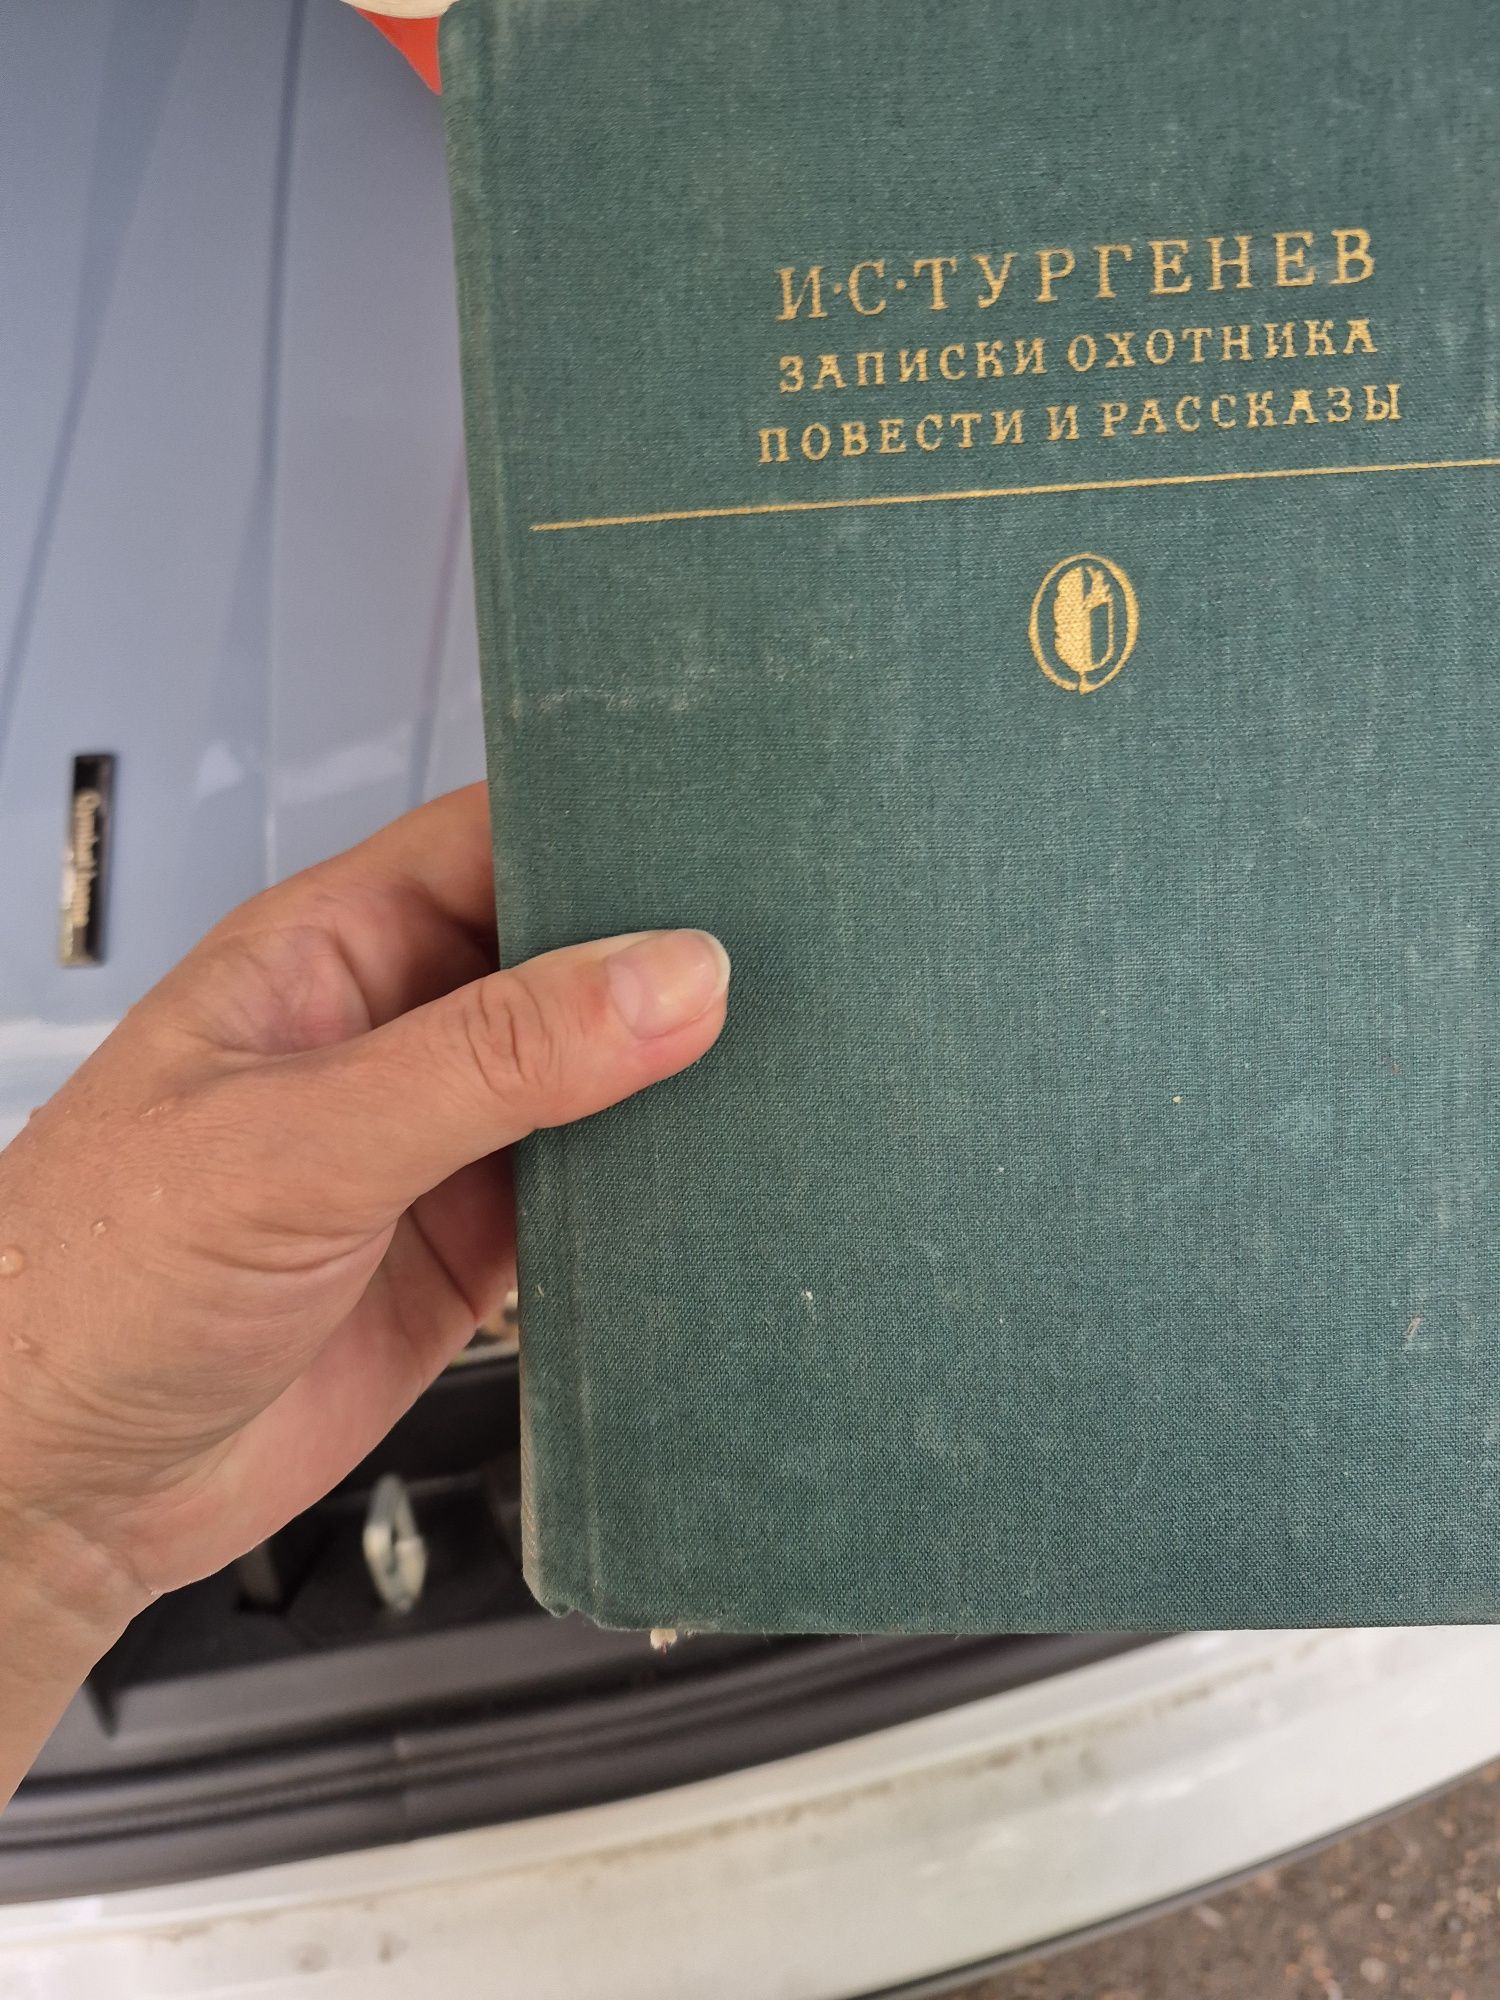 И·С·ТУРГЕНЕВ
ЗАПИСКИ ОХОТНИКА
ПОВЕСТИ И РАССКАЗЫ